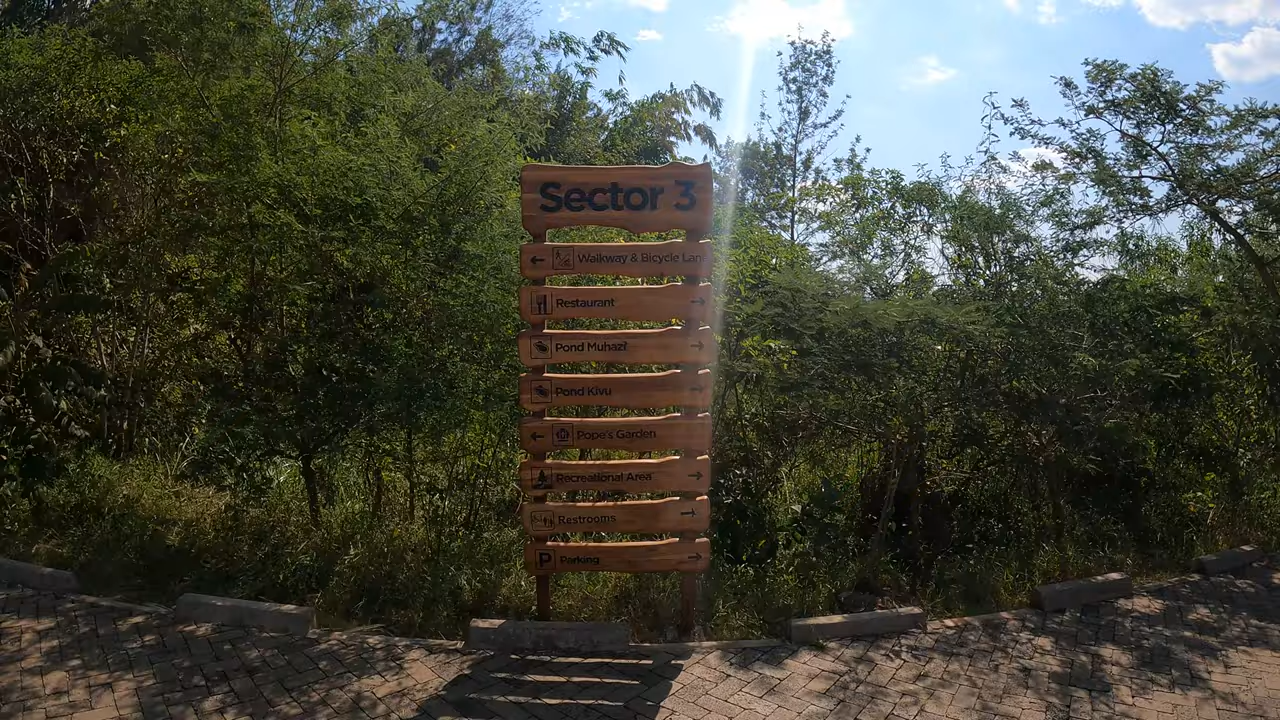 Sector 3
Walkway & Bicycle Lane
Restaurant
Pond Muhazi
Pond Kivu
Pope's Garden
Recreational Area
Restrooms
P Parking